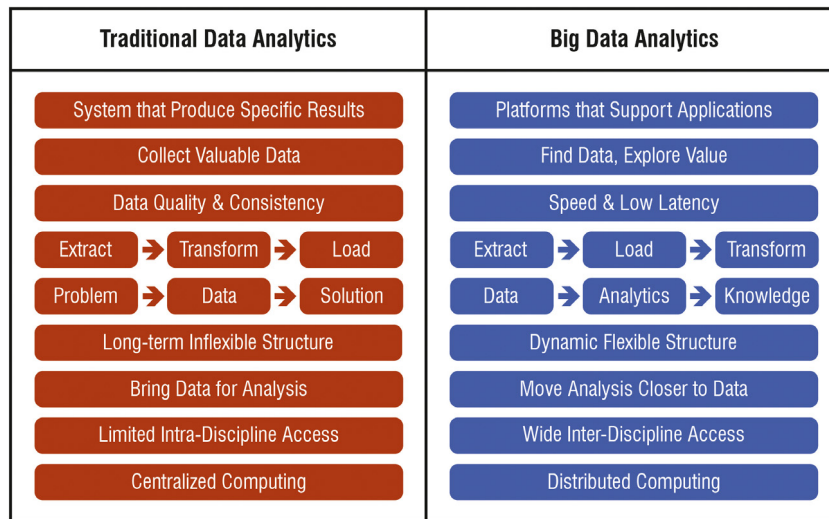 Traditional Data Analytics
System that Produce Specific Results
Collect Valuable Data
Data Quality & Consistency
Extract Transform Load
Problem Data Solution
Long-term Inflexible Structure
Bring Data for Analysis
Limited Intra-Discipline Access
Centralized Computing
Big Data Analytics
Platforms that Support Applications
Find Data, Explore Value
Speed & Low Latency
Extract Load Transform
Data Analytics Knowledge
Dynamic Flexible Structure
Move Analysis Closer to Data
Wide Inter-Discipline Access
Distributed Computing